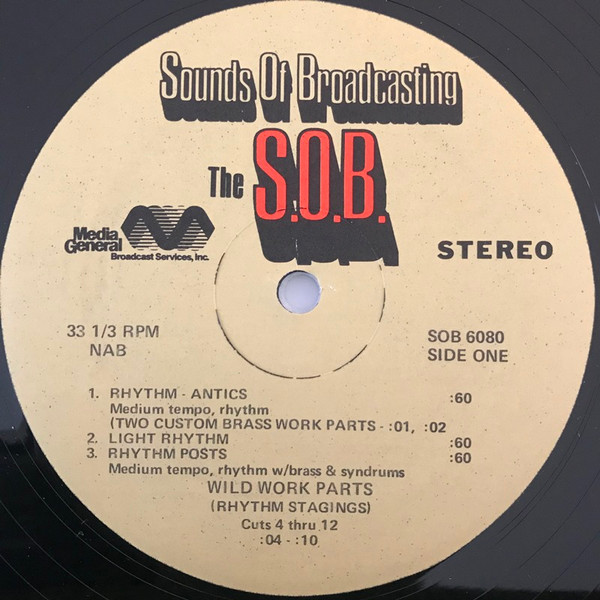 Sounds Of Broadcasting
The S.O.B.
Media General
Broadcast Services, Inc.
STEREO
33 1/3 RPM
NAB
SOB 6080
SIDE ONE
1. RHYTHM - ANTICS :60
Medium tempo, rhythm
(TWO CUSTOM BRASS WORK PARTS - :01, :02
2. LIGHT RHYTHM :60
3. RHYTHM POSTS :60
Medium tempo, rhythm w/brass & syndrums
WILD WORK PARTS
(RHYTHM STAGINGS)
Cuts 4 thru 12
:04 - :10